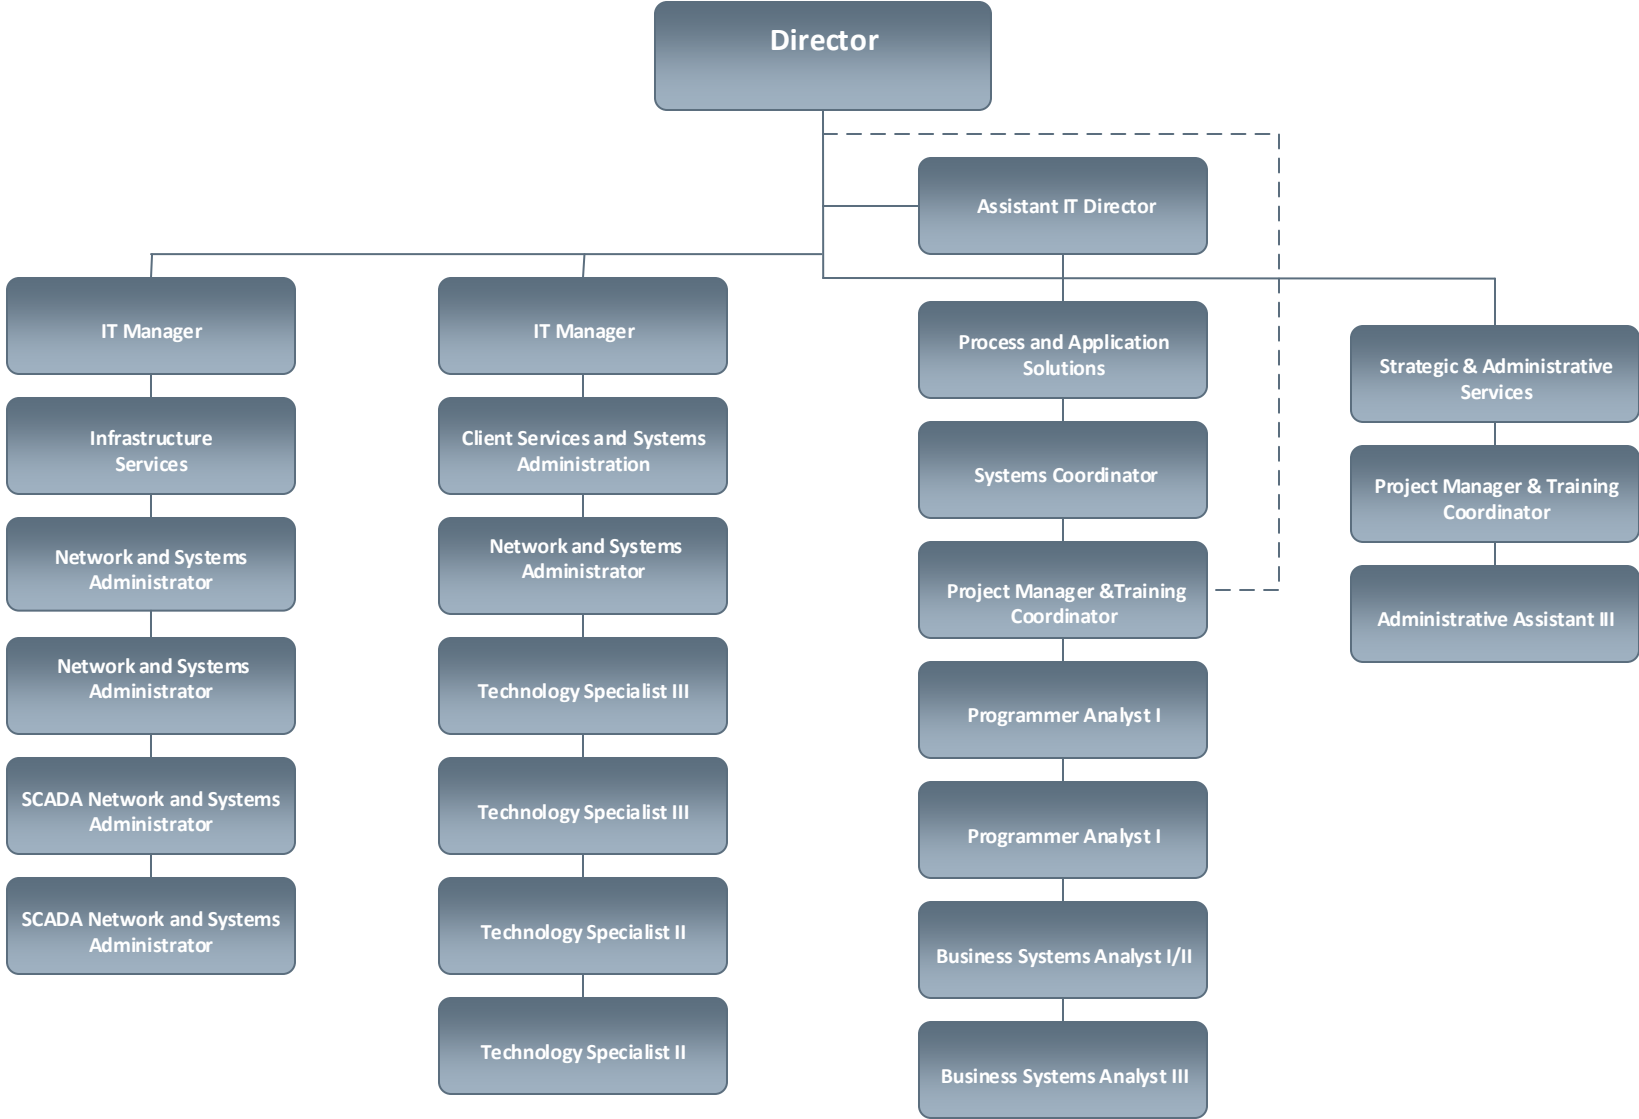 Director
Assistant IT Director
IT Manager
Infrastructure
Services
Network and Systems
Administrator
Network and Systems
Administrator
SCADA Network and Systems
Administrator
SCADA Network and Systems
Administrator
IT Manager
Client Services and Systems
Administration
Network and Systems
Administrator
Technology Specialist III
Technology Specialist III
Technology Specialist II
Technology Specialist II
Process and Application
Solutions
Systems Coordinator
Project Manager &Training
Coordinator
Programmer Analyst I
Programmer Analyst I
Business Systems Analyst I/II
Business Systems Analyst III
Strategic & Administrative
Services
Project Manager & Training
Coordinator
Administrative Assistant III